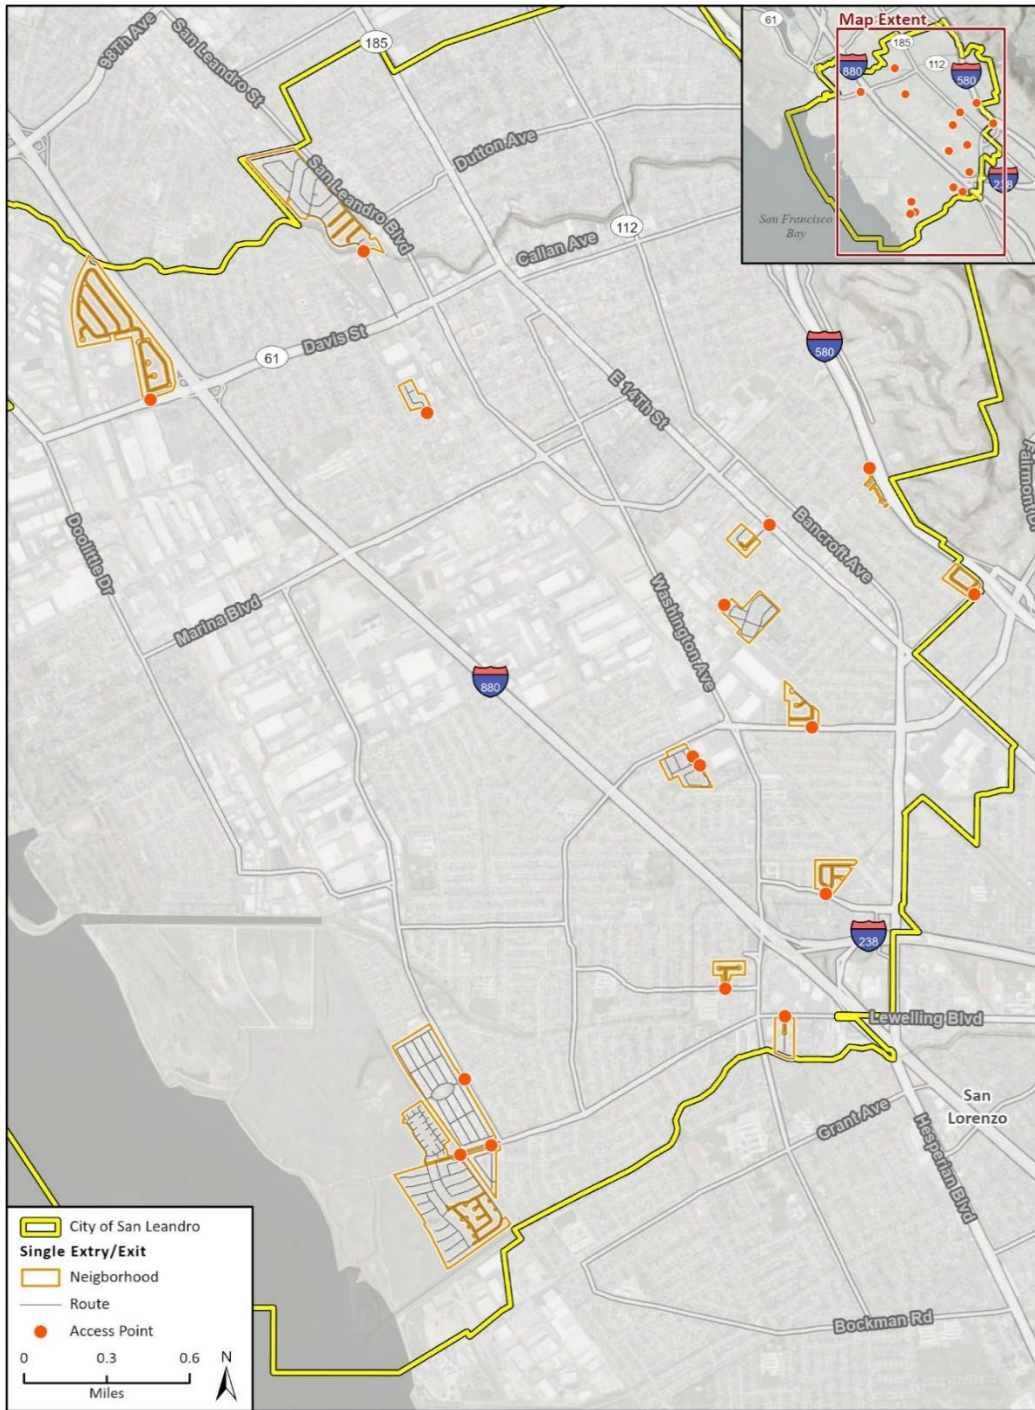 Map Extent
61
185
880
112
580
238
San Francisco
Bay
98Th Ave
San Leandro St
185
Dutton Ave
San Leandro Blvd
112
Callan Ave
Davis St
61
580
E 14Th St
Fairmont D
Bancroft Ave
Doolittle Dr
Marina Blvd
Washington Ave
880
238
Lewelling Blvd
San
Lorenzo
Grant Ave
Hesperian Blvd
Bockman Rd
City of San Leandro
Single Extry/Exit
Neigborhood
Route
Access Point
0 0.3 0.6
Miles
N